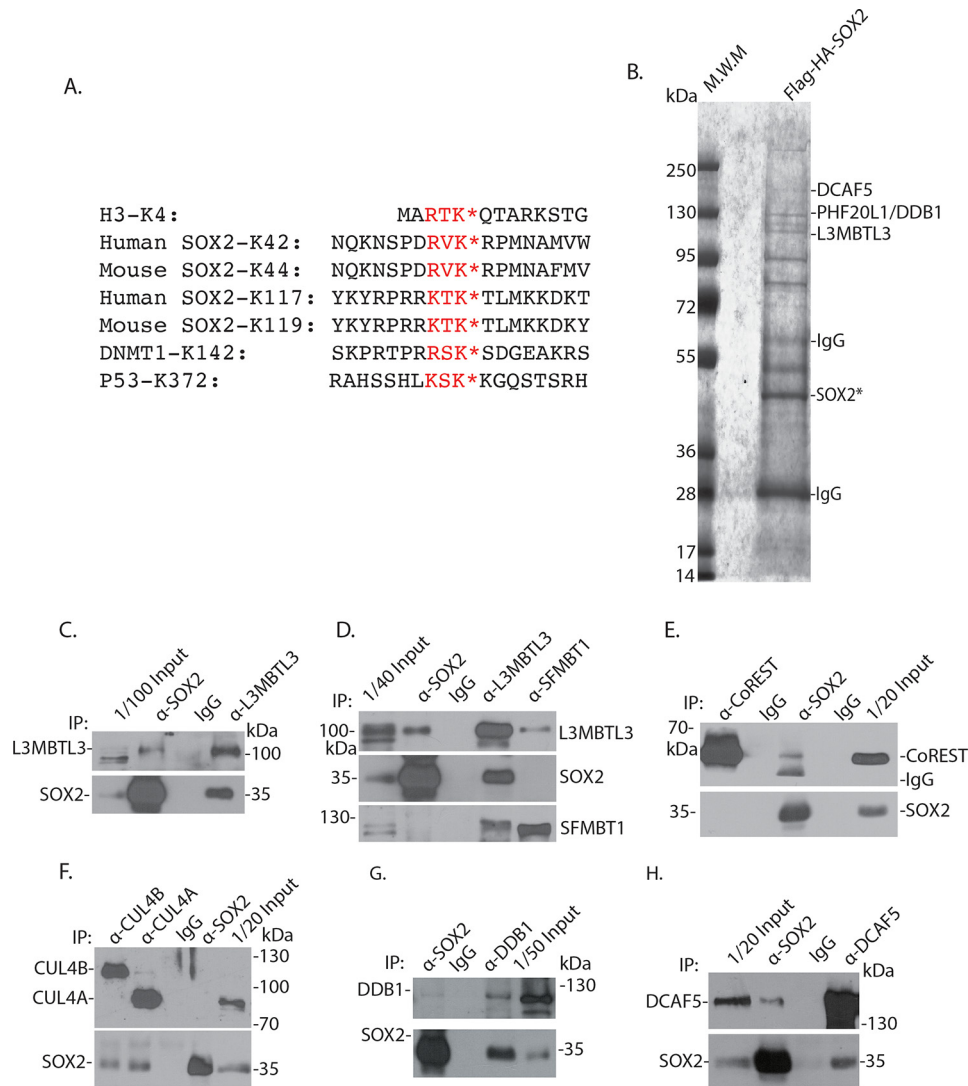 A.
H3-K4: MARTK*QTARKSTG
Human SOX2-K42: NQKNSPDRVK*RPMNAMVW
Mouse SOX2-K44: NQKNSPDRVK*RPMNAFMV
Human SOX2-K117: YKYRPRRKTK*TLMKKDKT
Mouse SOX2-K119: YKYRPRRKTK*TLMKKDKY
DNMT1-K142: SKPRTPRRSK*SDGEAKRS
P53-K372: RAHSSHLKSK*KGQSTSRH
B.
M.W.M
Flag-HA-SOX2
kDa
250
130
95
72
55
36
28
17
14
-DCAF5
-PHF20L1/DDB1
-L3MBTL3
-IgG
-SOX2*
-IgG
C.
IP: 1/100 Input α-SOX2 IgG α-L3MBTL3
kDa
L3MBTL3- -100
SOX2- -35
D.
IP: 1/40 Input α-SOX2 IgG α-L3MBTL3 α-SFMBT1
100- L3MBTL3
kDa
35- SOX2
130- SFMBT1
E.
IP: α-CoREST IgG α-SOX2 IgG 1/20 Input
70-
kDa
-CoREST
-IgG
35- -SOX2
F.
IP: α-CUL4B α-CUL4A IgG α-SOX2 1/20 Input
kDa
-130
CUL4B-
-100
CUL4A-
-70
SOX2- -35
G.
IP: α-SOX2 IgG α-DDB1 1/50 Input
kDa
DDB1- -130
SOX2- -35
H.
IP: 1/20 Input α-SOX2 IgG α-DCAF5
kDa
DCAF5-
-130
SOX2- -35